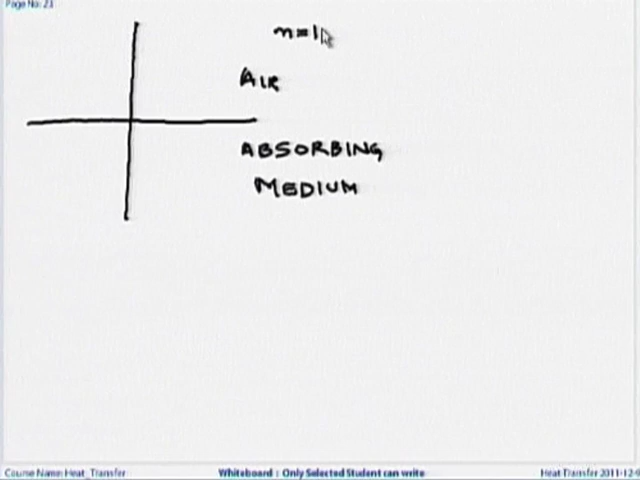 Page No: 23
n=1
AIR
ABSORBING
MEDIUM
Course Name: Heat_Transfer
Whiteboard : Only Selected Student can write
Heat Transfer 2011-12-